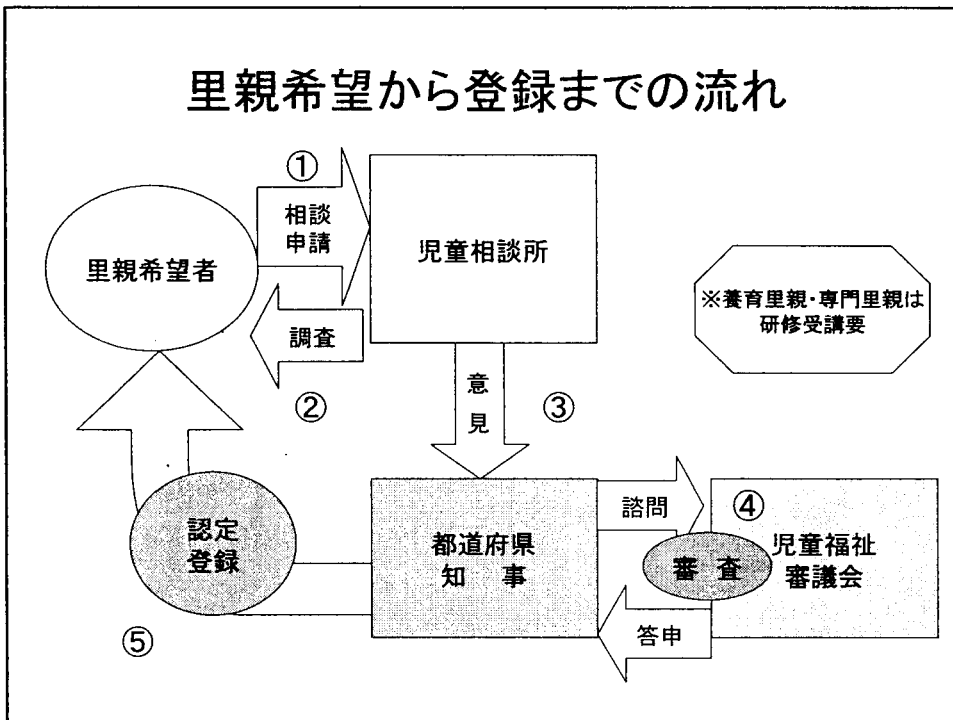 里親希望から登録までの流れ
①
相談
申請
里親希望者
児童相談所
※養育里親・専門里親は
研修受講要
調査
②
意
見
③
諮問
④
認定
登録
都道府県
知　事
審 査
児童福祉
審議会
答申
⑤